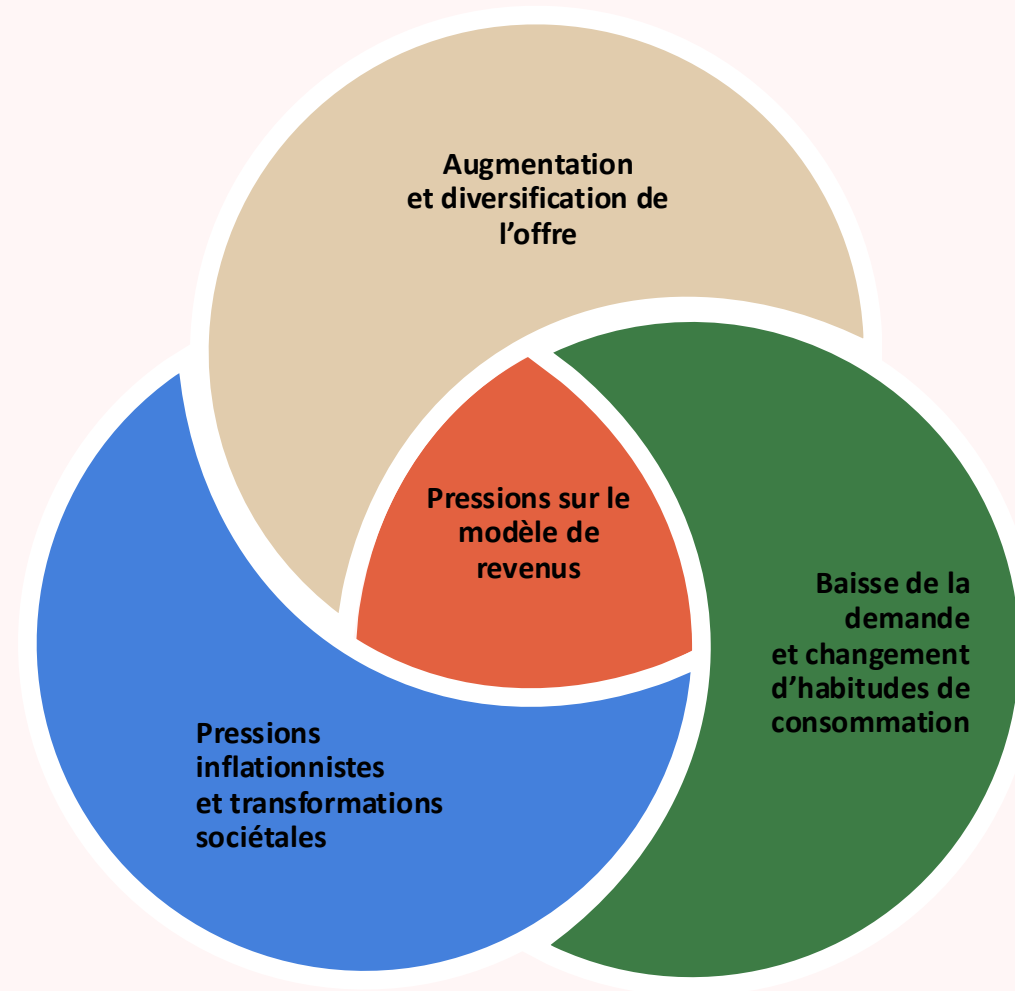 Augmentation
et diversification de
l’offre
Pressions sur le
modèle de
revenus
Baisse de la
demande
et changement
d’habitudes de
consommation
Pressions
inflationnistes
et transformations
sociétales